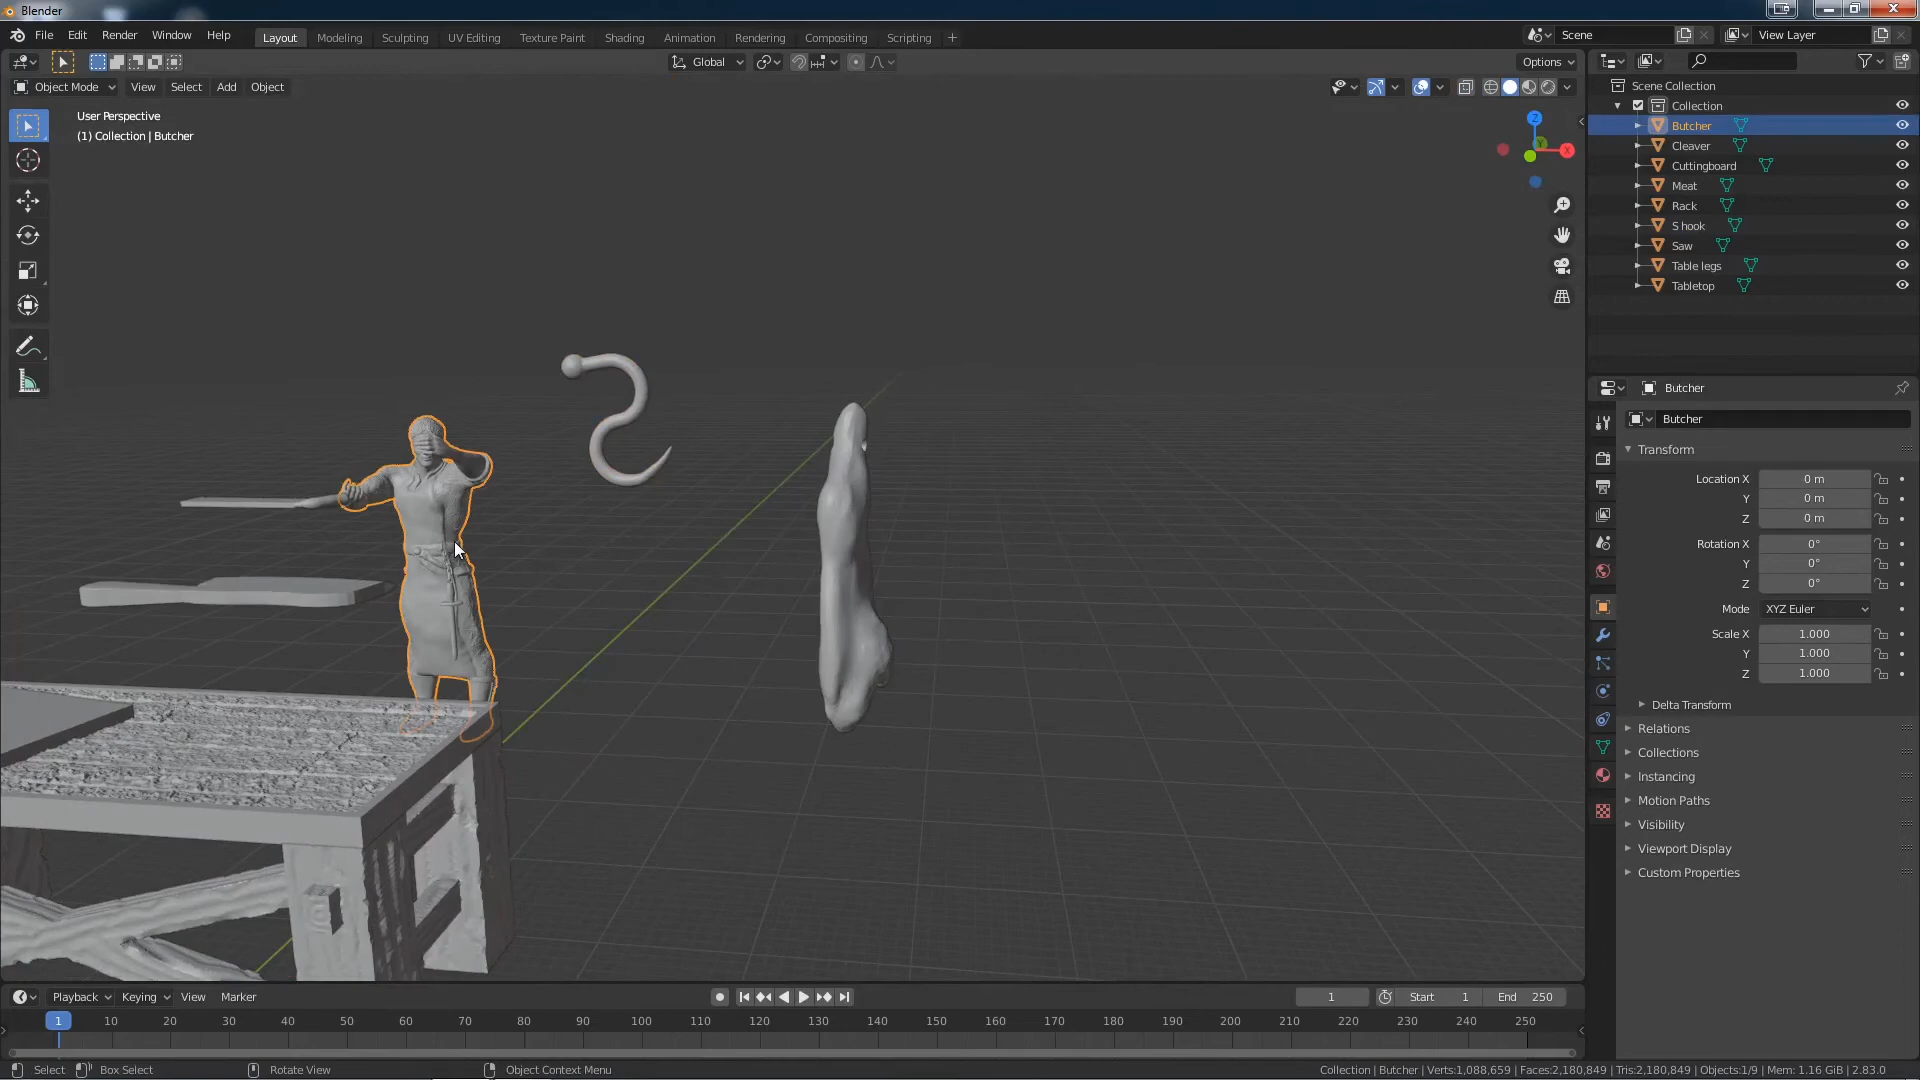 Blender
File Edit Render Window Help
Layout Modeling Sculpting UV Editing Texture Paint Shading Animation Rendering Compositing Scripting +
Scene
View Layer
Global
Options
Object Mode View Select Add Object
User Perspective
(1) Collection | Butcher
Z
X
Y
Scene Collection
Collection
Butcher
Cleaver
Cuttingboard
Meat
Rack
S hook
Saw
Table legs
Tabletop
Butcher
Butcher
Transform
Location X 0 m
Y 0 m
Z 0 m
Rotation X 0°
Y 0°
Z 0°
Mode XYZ Euler
Scale X 1.000
Y 1.000
Z 1.000
Delta Transform
Relations
Collections
Instancing
Motion Paths
Visibility
Viewport Display
Custom Properties
Playback Keying View Marker
1 Start 1 End 250
1 10 20 30 40 50 60 70 80 90 100 110 120 130 140 150 160 170 180 190 200 210 220 230 240 250
Select Box Select Rotate View Object Context Menu
Collection | Butcher | Verts:1,088,659 | Faces:2,180,849 | Tris:2,180,849 | Objects:1/9 | Mem: 1.16 GiB | 2.83.0